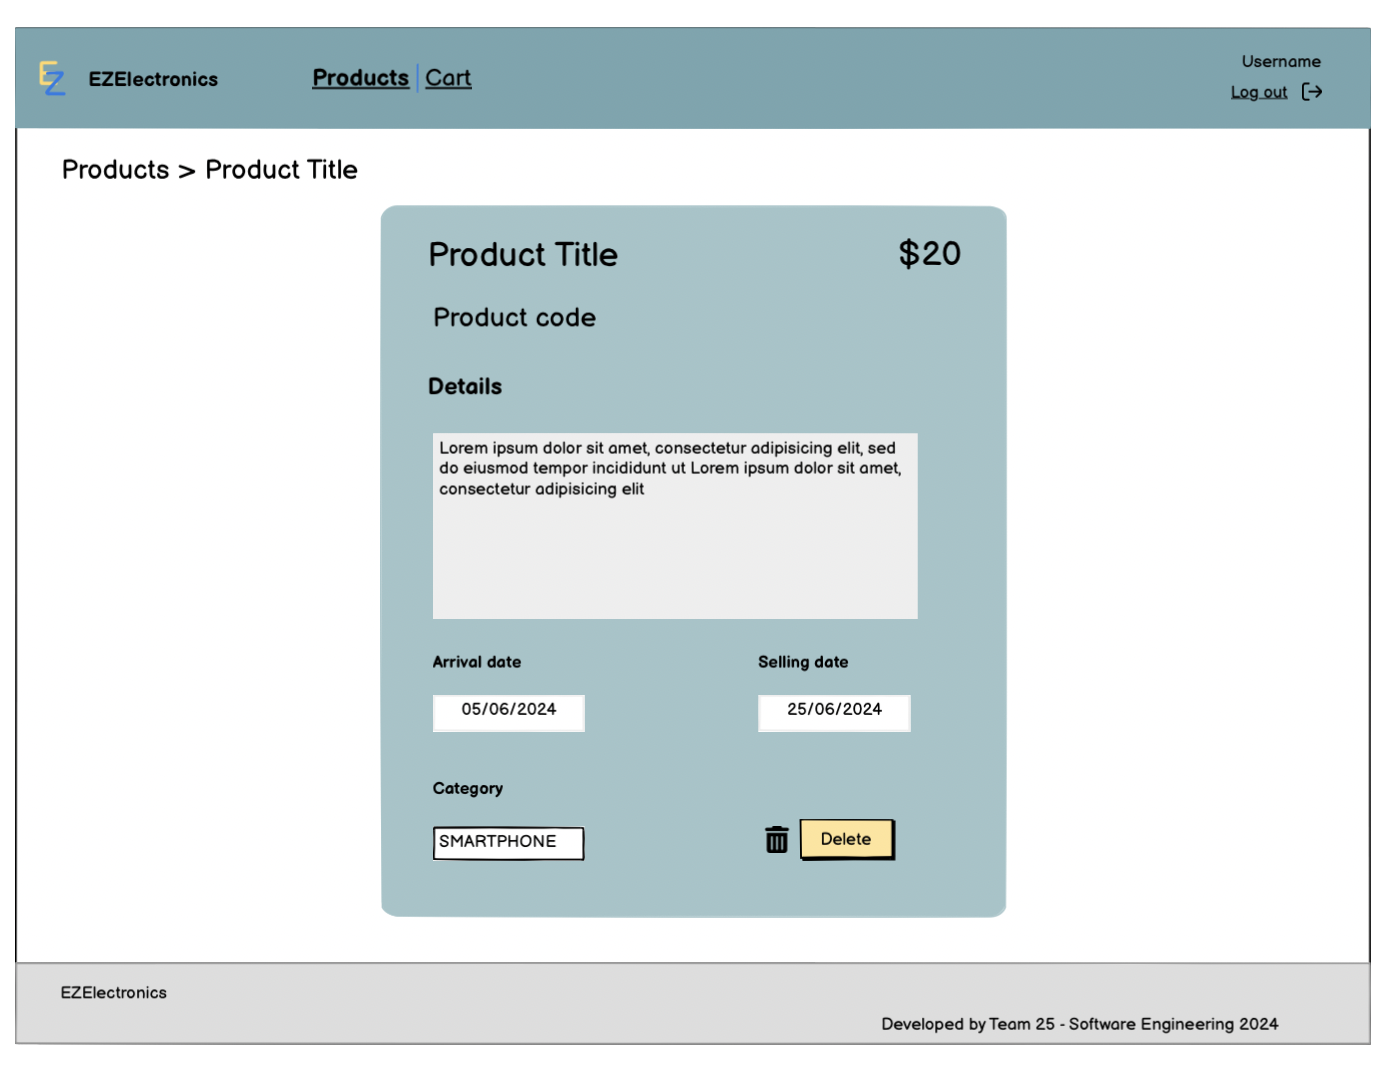 EZ
EZElectronics
Products
Cart
Username
Log out
Products > Product Title
Product Title
$20
Product code
Details
Lorem ipsum dolor sit amet, consectetur adipisicing elit, sed
do eiusmod tempor incididunt ut Lorem ipsum dolor sit amet,
consectetur adipisicing elit
Arrival date
Selling date
05/06/2024
25/06/2024
Category
SMARTPHONE
Delete
EZElectronics
Developed by Team 25 - Software Engineering 2024